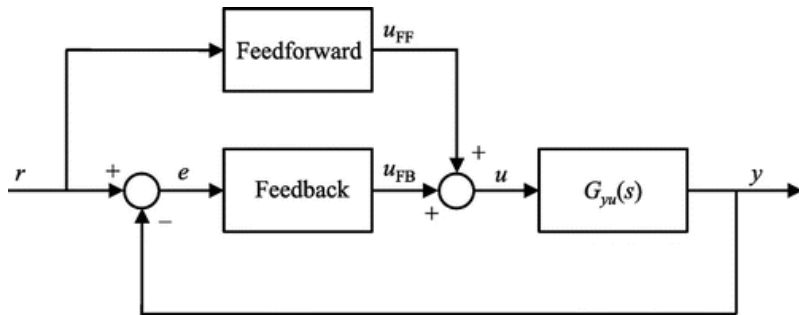 u_FF
Feedforward
+
r
+
e
Feedback
u_FB
+
u
G_yu(s)
y
−